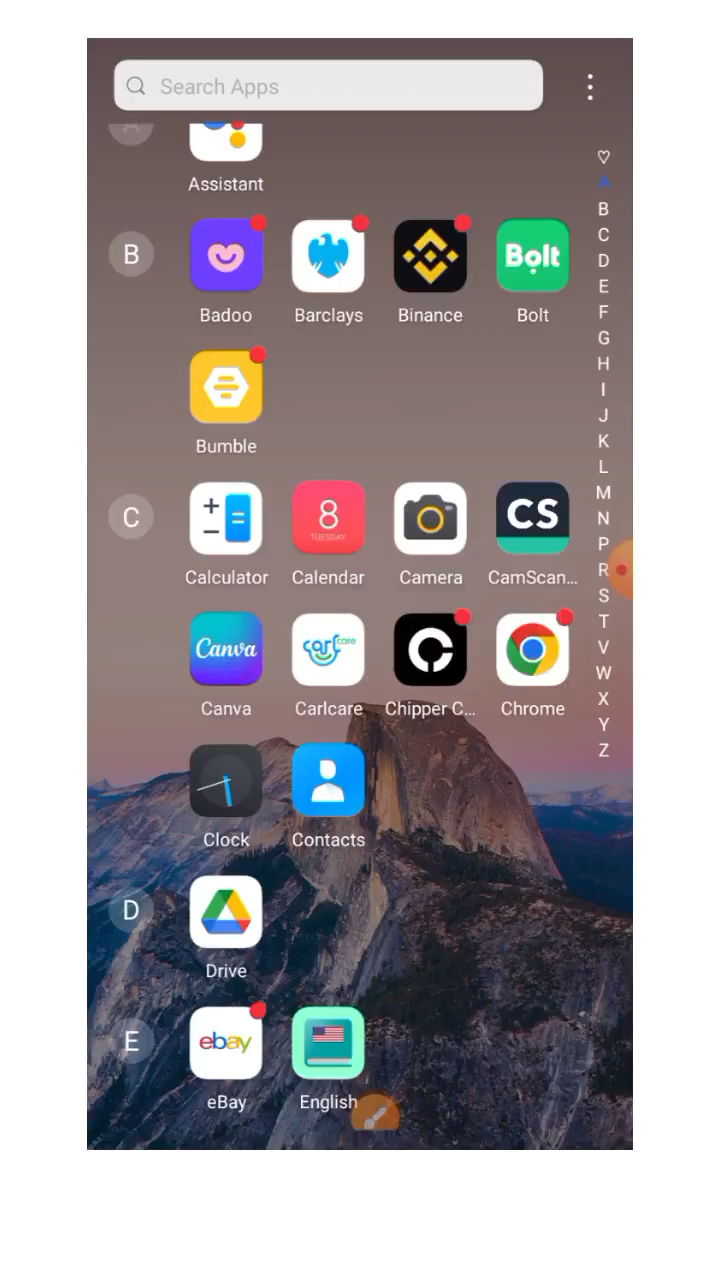 Search Apps
A
Assistant
♡
A
B
C
D
E
F
G
H
I
J
K
L
M
N
P
R
S
T
V
W
X
Y
Z
B
Bolt
Badoo
Barclays
Binance
Bolt
Bumble
C
8
TUESDAY
CS
Calculator
Calendar
Camera
CamScan...
Canva
carlcare
Canva
Carlcare
Chipper C...
Chrome
Clock
Contacts
D
Drive
E
ebay
eBay
English